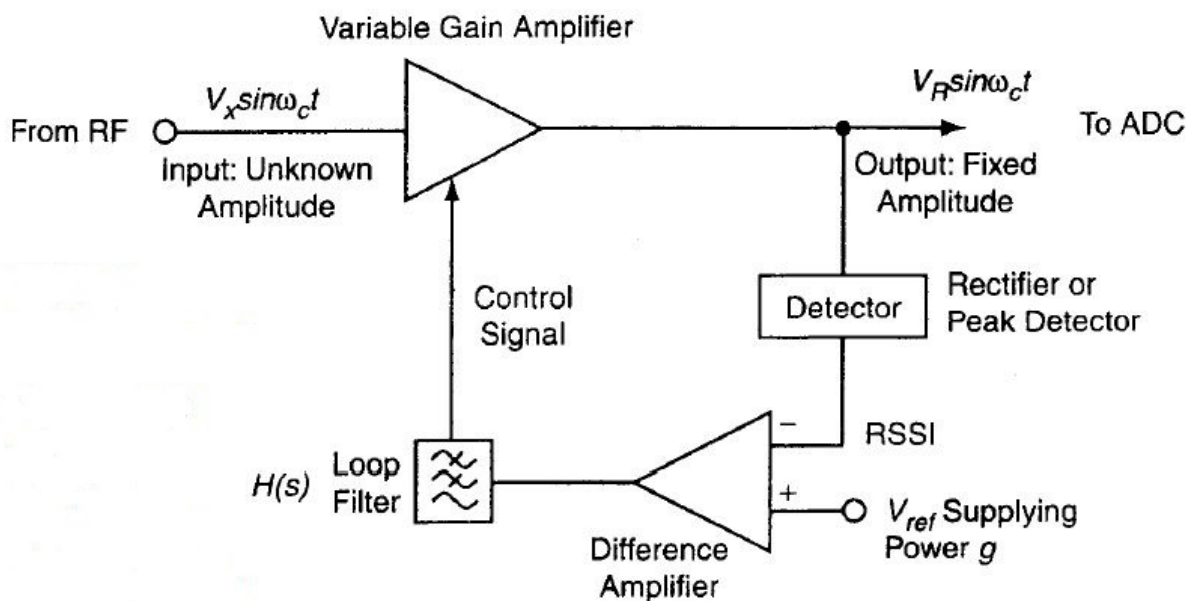 Variable Gain Amplifier
V_x sinω_c t
V_R sinω_c t
From RF
To ADC
Input: Unknown
Amplitude
Output: Fixed
Amplitude
Control
Signal
Detector
Rectifier or
Peak Detector
−
RSSI
H(s)
Loop
Filter
+
V_ref Supplying
Power g
Difference
Amplifier